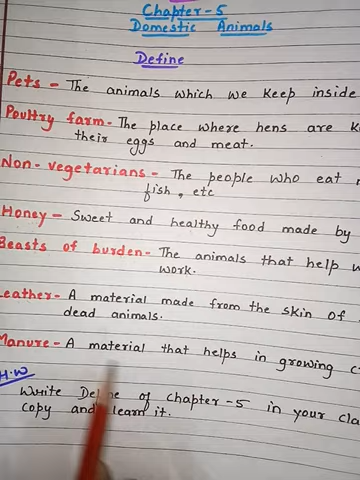 Chapter-5
Domestic Animals
Define
Pets - The animals which we keep inside
Poultry farm - The place where hens are
their eggs and meat.
Non-vegetarians - The people who eat
fish, etc
Honey - Sweet and healthy food made by
Beasts of burden - The animals that help
work.
Leather - A material made from the skin of
dead animals.
Manure - A material that helps in growing
H.W
Write Define of chapter-5 in your
copy and learn it.